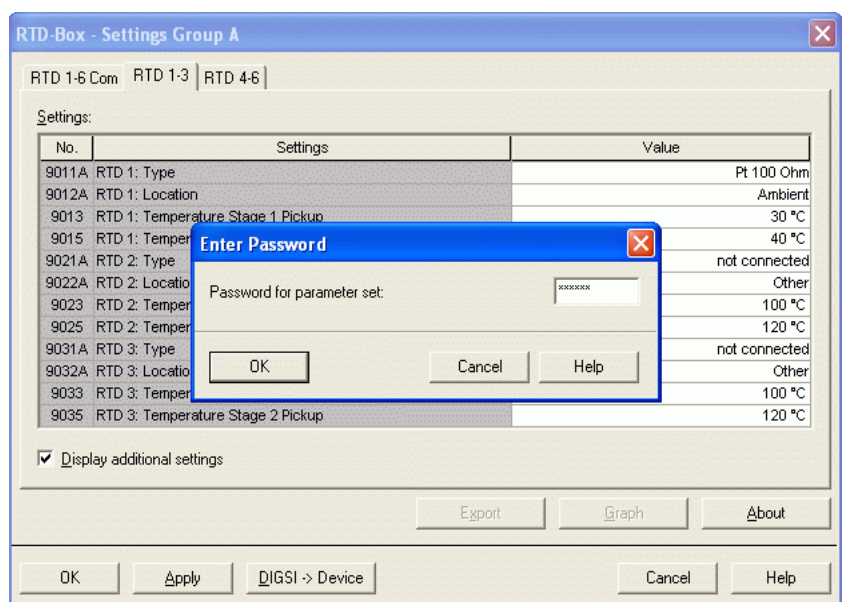 RTD-Box - Settings Group A
RTD 1-6 Com RTD 1-3 RTD 4-6
Settings:
No. Settings Value
9011A RTD 1: Type Pt 100 Ohm
9012A RTD 1: Location Ambient
9013 RTD 1: Temperature Stage 1 Pickup 30 °C
9015 RTD 1: Temper 40 °C
9021A RTD 2: Type not connected
9022A RTD 2: Locatio Other
9023 RTD 2: Temper 100 °C
9025 RTD 2: Temper 120 °C
9031A RTD 3: Type not connected
9032A RTD 3: Locatio Other
9033 RTD 3: Temper 100 °C
9035 RTD 3: Temperature Stage 2 Pickup 120 °C
Enter Password
Password for parameter set: xxxxxx
OK Cancel Help
Display additional settings
Export Graph About
OK Apply DIGSI -> Device Cancel Help